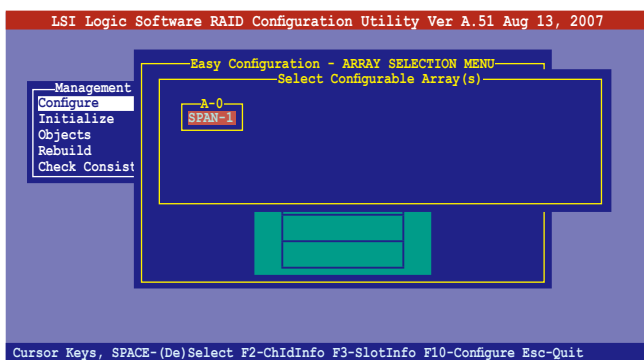 LSI Logic Software RAID Configuration Utility Ver A.51 Aug 13, 2007
Easy Configuration - ARRAY SELECTION MENU
Select Configurable Array(s)
Management
A-0
Configure
SPAN-1
Initialize
Objects
Rebuild
Check Consist
Cursor Keys, SPACE-(De)Select F2-ChIdInfo F3-SlotInfo F10-Configure Esc-Quit